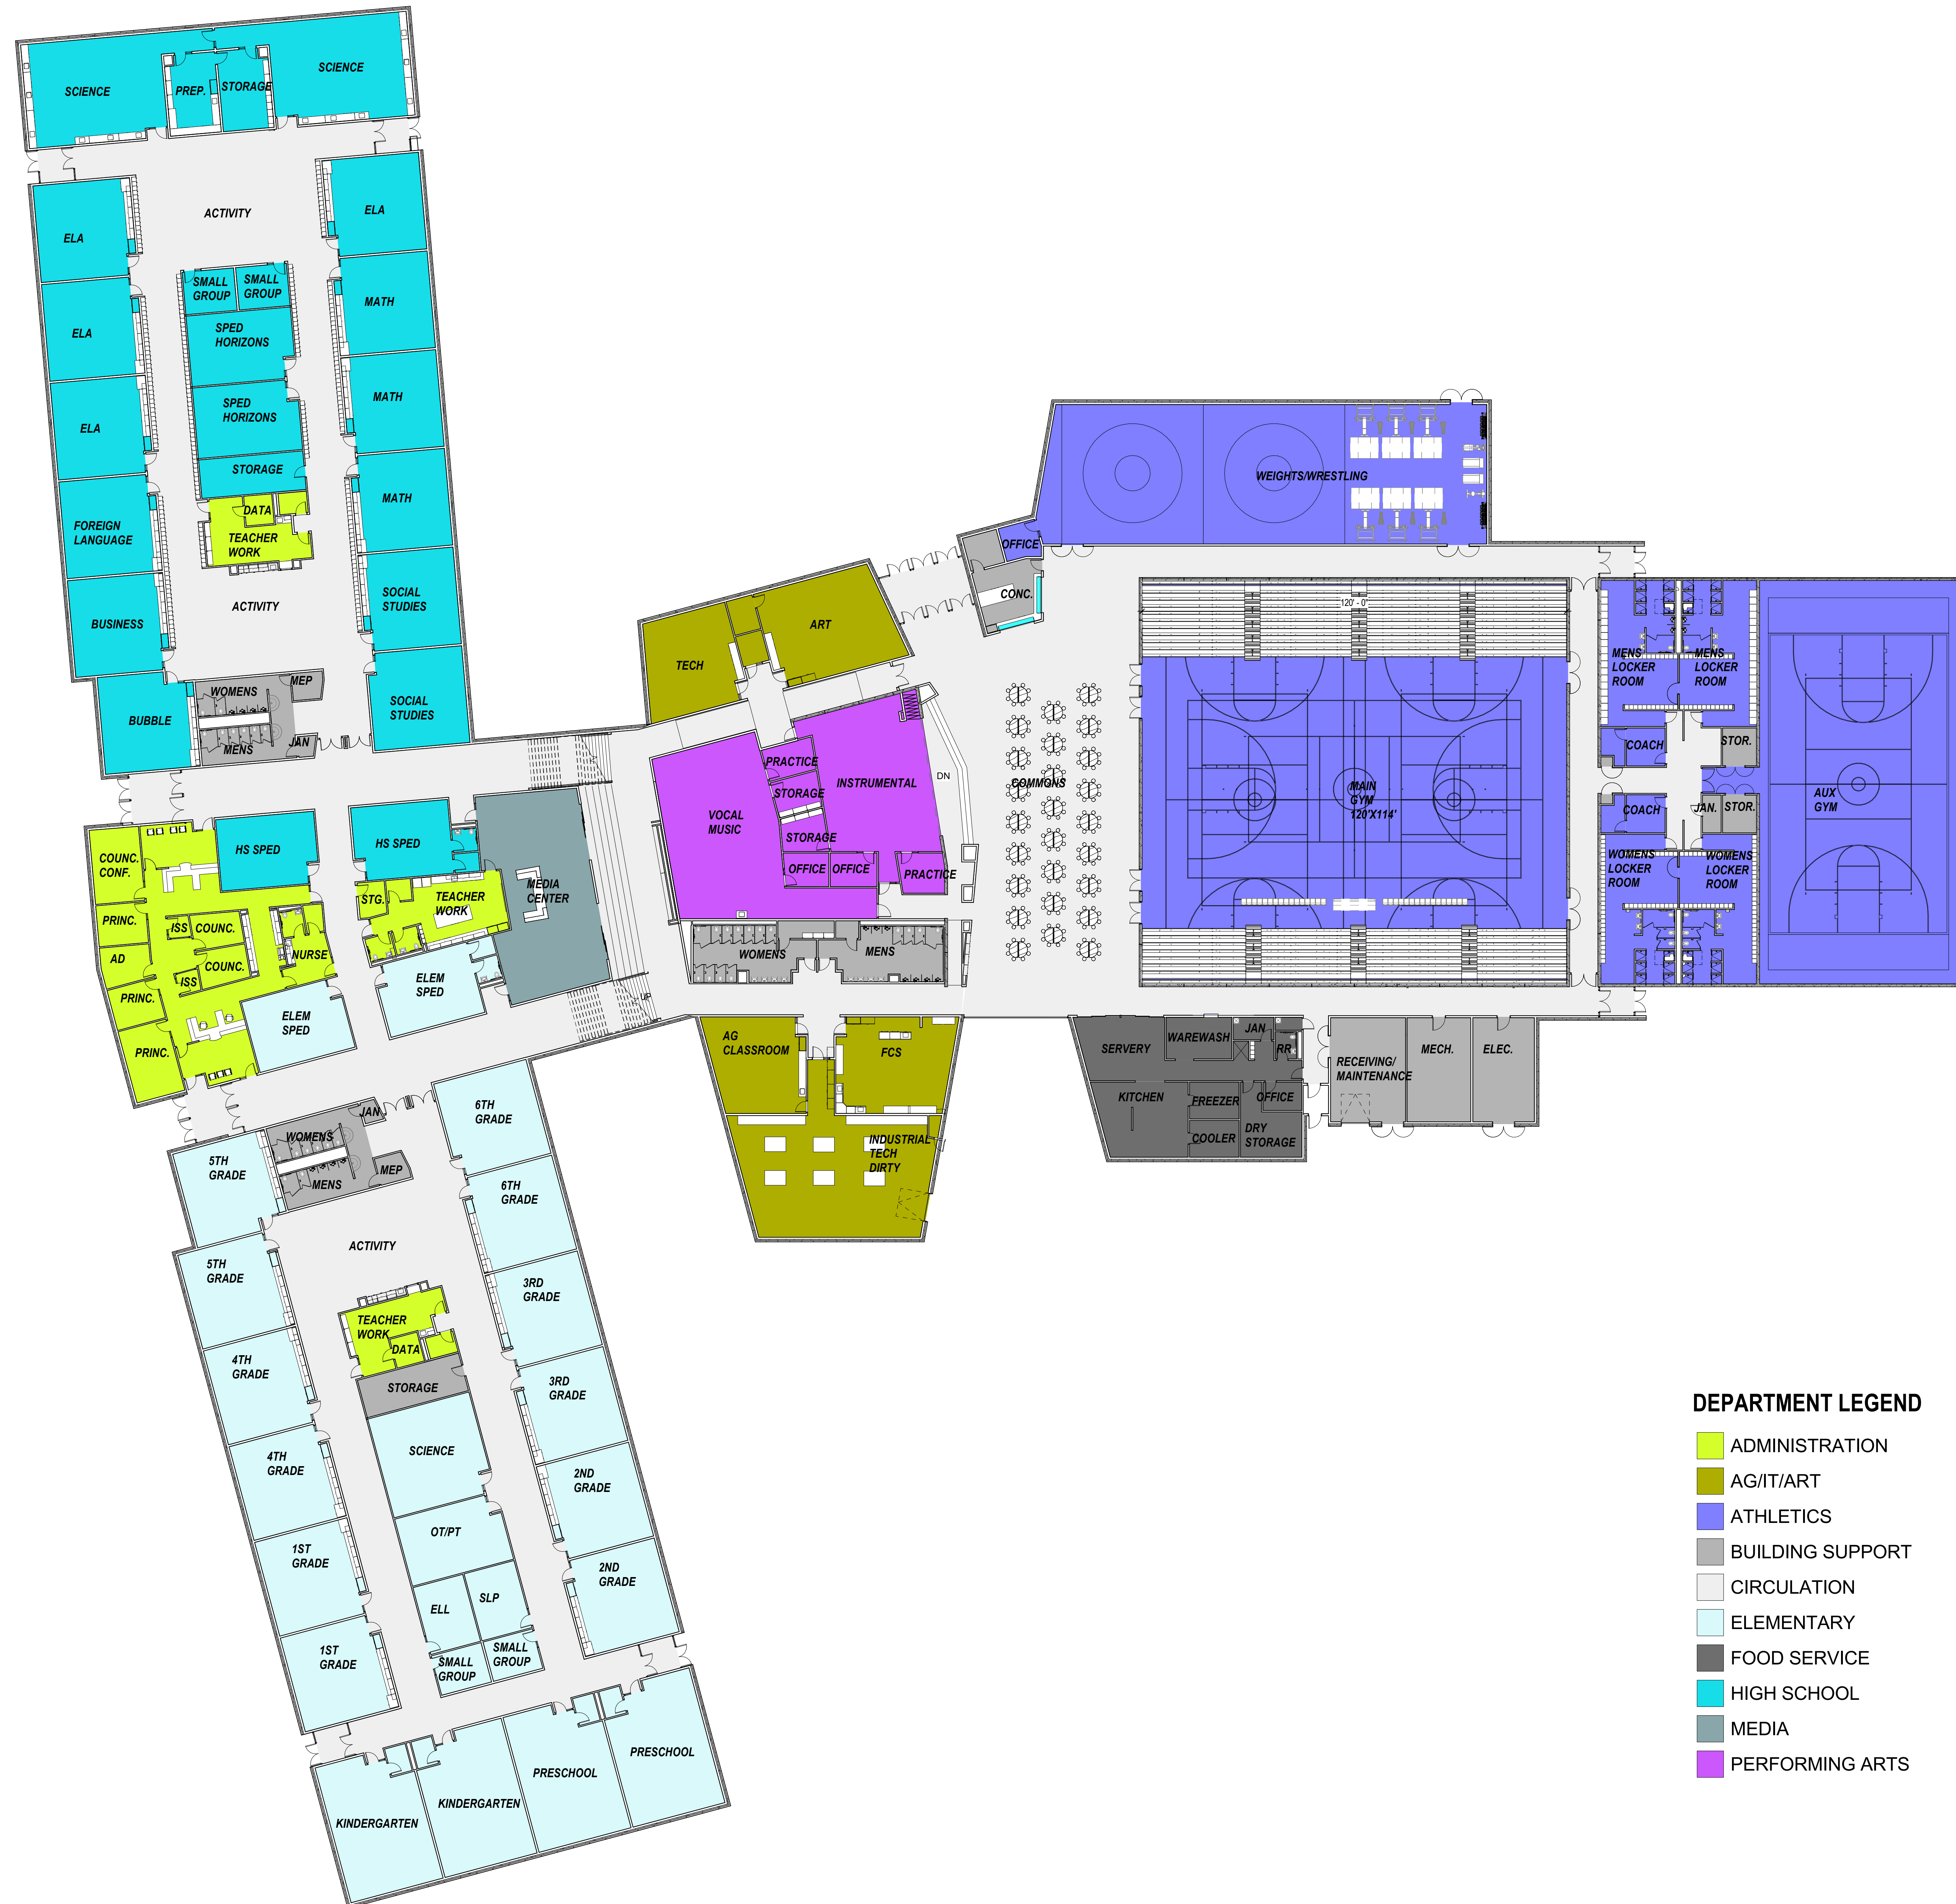 SCIENCE
PREP.
STORAGE
SCIENCE
ACTIVITY
ELA
ELA
SMALL
GROUP
SMALL
GROUP
MATH
ELA
SPED
HORIZONS
MATH
ELA
SPED
HORIZONS
STORAGE
MATH
DATA
TEACHER
WORK
FOREIGN
LANGUAGE
SOCIAL
STUDIES
ACTIVITY
BUSINESS
WOMENS
MEP
BUBBLE
MENS
JAN
SOCIAL
STUDIES
COUNC.
CONF.
HS SPED
HS SPED
STG.
TEACHER
WORK
MEDIA
CENTER
PRINC.
ISS
COUNC.
NURSE
AD
COUNC.
ISS
PRINC.
ELEM
SPED
ELEM
SPED
PRINC.
UP
TECH
ART
VOCAL
MUSIC
PRACTICE
STORAGE
STORAGE
INSTRUMENTAL
OFFICE
OFFICE
PRACTICE
DN
WOMENS
MENS
COMMONS
OFFICE
CONC.
WEIGHTS/WRESTLING
120' - 0"
MAIN
GYM
120'X114'
MENS
LOCKER
ROOM
MENS
LOCKER
ROOM
COACH
STOR.
COACH
JAN.
STOR.
WOMENS
LOCKER
ROOM
WOMENS
LOCKER
ROOM
AUX
GYM
AG
CLASSROOM
FCS
INDUSTRIAL
TECH
DIRTY
SERVERY
WAREWASH
JAN
RR
KITCHEN
FREEZER
OFFICE
COOLER
DRY
STORAGE
RECEIVING/
MAINTENANCE
MECH.
ELEC.
JAN
WOMENS
MEP
MENS
5TH
GRADE
6TH
GRADE
6TH
GRADE
ACTIVITY
5TH
GRADE
3RD
GRADE
TEACHER
WORK
DATA
4TH
GRADE
STORAGE
3RD
GRADE
SCIENCE
4TH
GRADE
2ND
GRADE
OT/PT
1ST
GRADE
2ND
GRADE
ELL
SLP
1ST
GRADE
SMALL
GROUP
SMALL
GROUP
KINDERGARTEN
KINDERGARTEN
PRESCHOOL
PRESCHOOL
DEPARTMENT LEGEND
ADMINISTRATION
AG/IT/ART
ATHLETICS
BUILDING SUPPORT
CIRCULATION
ELEMENTARY
FOOD SERVICE
HIGH SCHOOL
MEDIA
PERFORMING ARTS